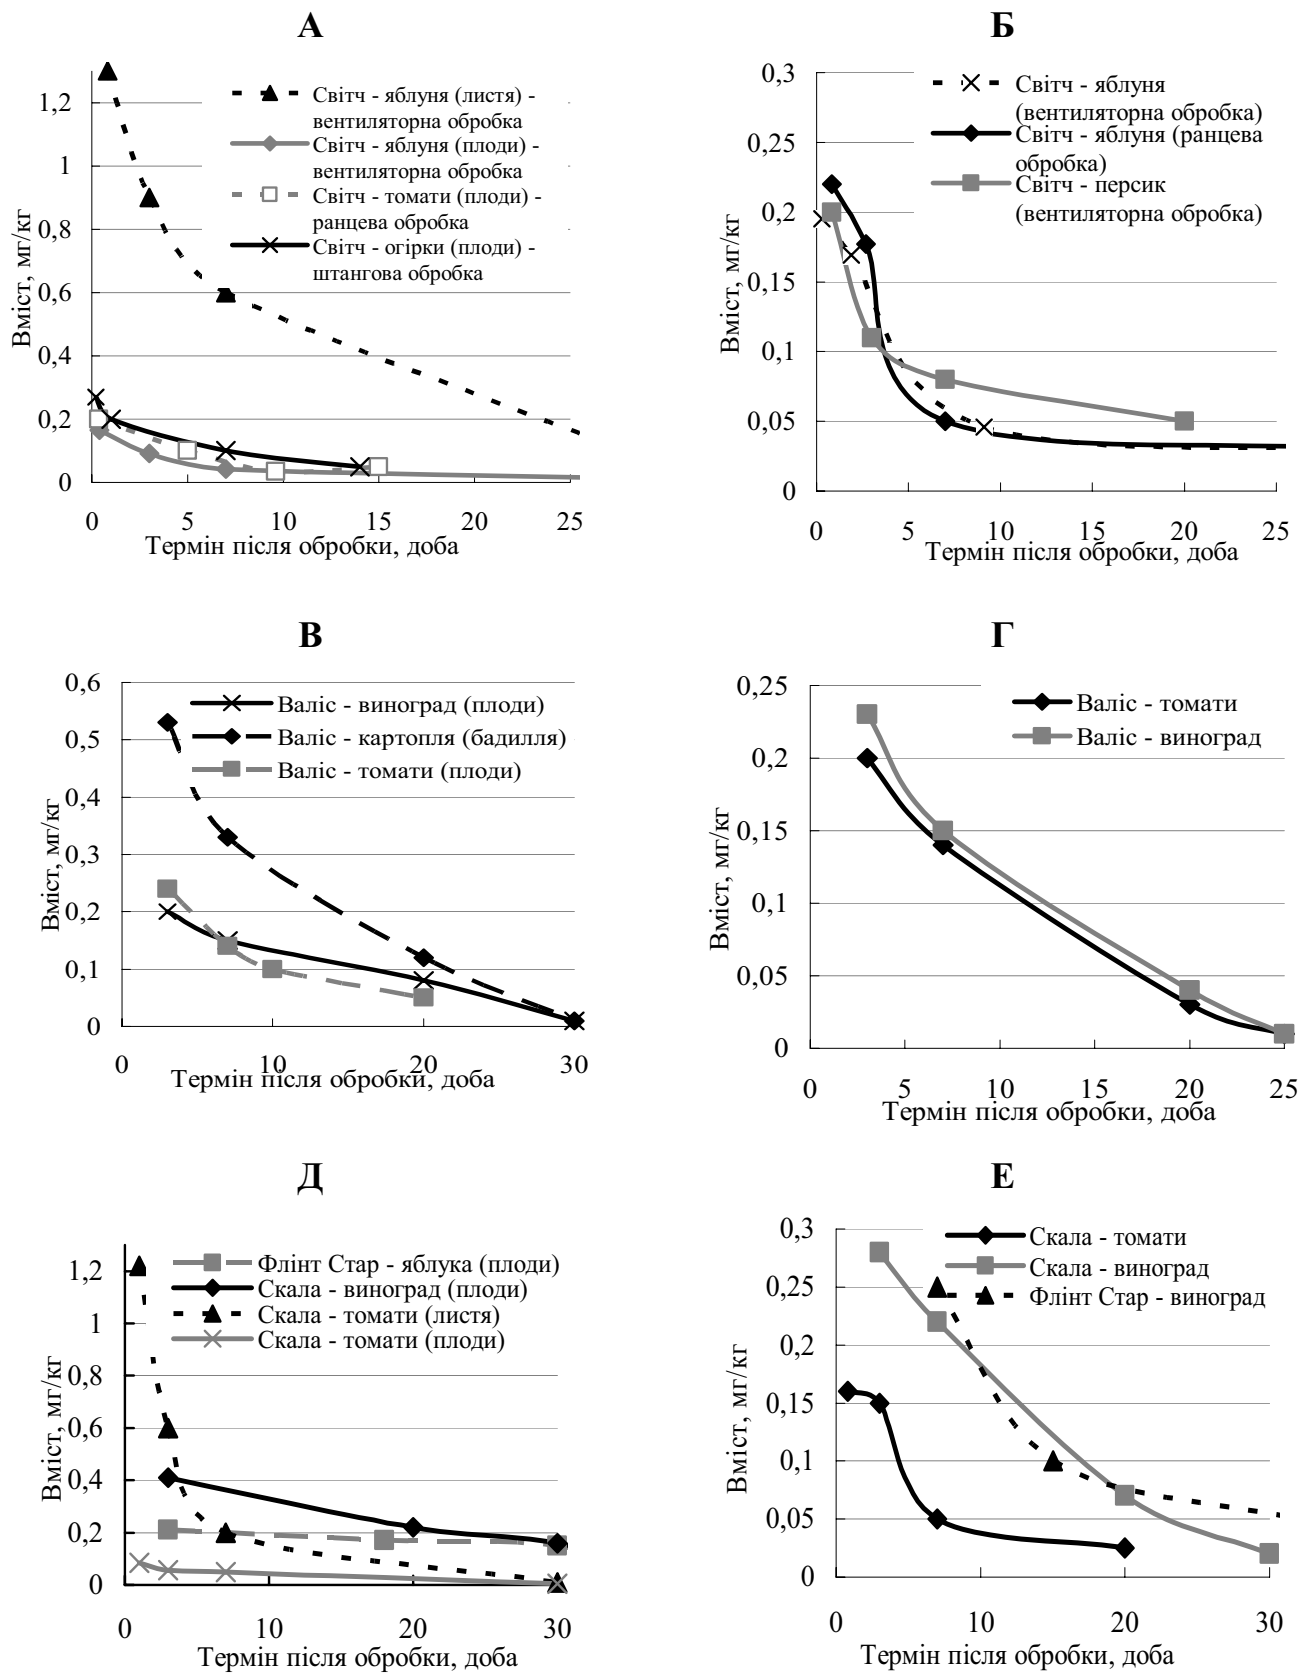 А
Вміст, мг/кг
1,2
1
0,8
0,6
0,4
0,2
0
0 5 10 15 20 25
Термін після обробки, доба
Світч - яблуня (листя) -
вентиляторна обробка
Світч - яблуня (плоди) -
вентиляторна обробка
Світч - томати (плоди) -
ранцева обробка
Світч - огірки (плоди) -
штангова обробка
Б
Вміст, мг/кг
0,3
0,25
0,2
0,15
0,1
0,05
0
0 5 10 15 20 25
Термін після обробки, доба
Світч - яблуня
(вентиляторна обробка)
Світч - яблуня (ранцева
обробка)
Світч - персик
(вентиляторна обробка)
В
Вміст, мг/кг
0,6
0,5
0,4
0,3
0,2
0,1
0
0 10 20 30
Термін після обробки, доба
Валіс - виноград (плоди)
Валіс - картопля (бадилля)
Валіс - томати (плоди)
Г
Вміст, мг/кг
0,25
0,2
0,15
0,1
0,05
0
0 5 10 15 20 25
Термін після обробки, доба
Валіс - томати
Валіс - виноград
Д
Вміст, мг/кг
1,2
1
0,8
0,6
0,4
0,2
0
0 10 20 30
Термін після обробки, доба
Флінт Стар - яблука (плоди)
Скала - виноград (плоди)
Скала - томати (листя)
Скала - томати (плоди)
Е
Вміст, мг/кг
0,3
0,25
0,2
0,15
0,1
0,05
0
0 10 20 30
Термін після обробки, доба
Скала - томати
Скала - виноград
Флінт Стар - виноград